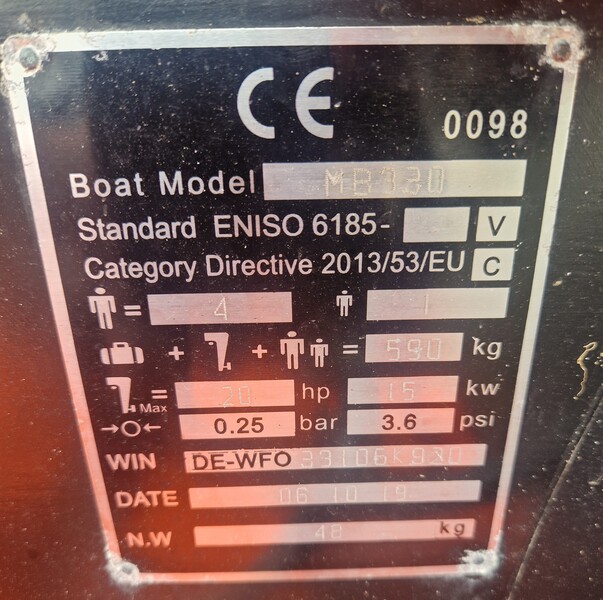 CE 0098
Boat Model MB330
Standard ENISO 6185- V
Category Directive 2013/53/EU C
= 4 1
+ + = 590 kg
Max = 20 hp 15 kw
0.25 bar 3.6 psi
WIN DE-WFO
DATE 06 10 19
N.W 48 kg